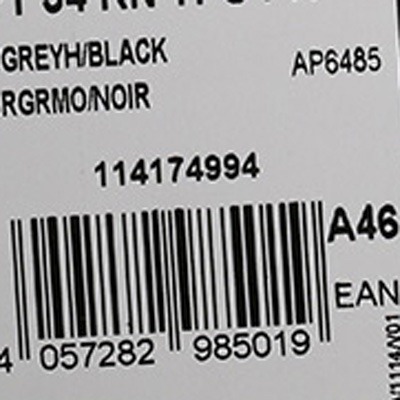 GREYH/BLACK
AP6485
RGRMO/NOIR
114174994
A46
EAN
4 057282 985019